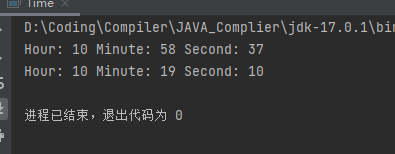 Time
D:\Coding\Compiler\JAVA_Complier\jdk-17.0.1\bin
Hour: 10 Minute: 58 Second: 37
Hour: 10 Minute: 19 Second: 10
进程已结束，退出代码为 0